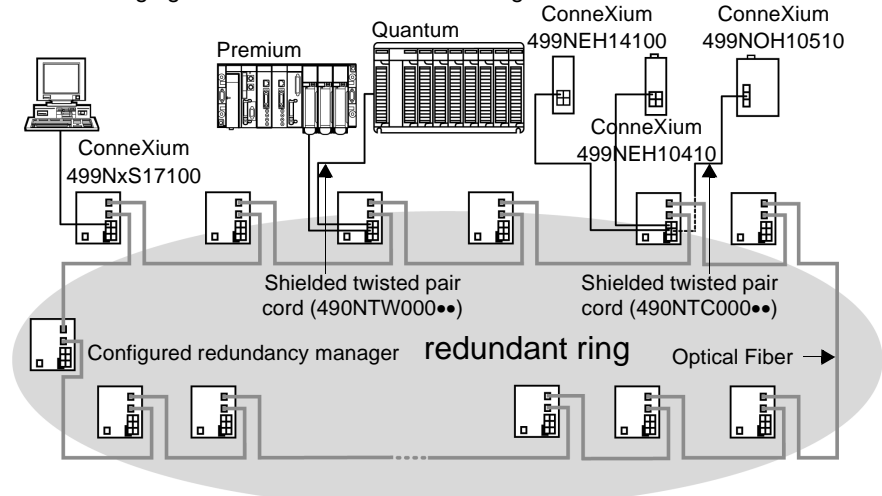 ConneXium
499NEH14100
ConneXium
499NOH10510
Quantum
Premium
ConneXium
499NEH10410
ConneXium
499NxS17100
Shielded twisted pair
cord (490NTW000••)
Shielded twisted pair
cord (490NTC000••)
Configured redundancy manager
redundant ring
Optical Fiber